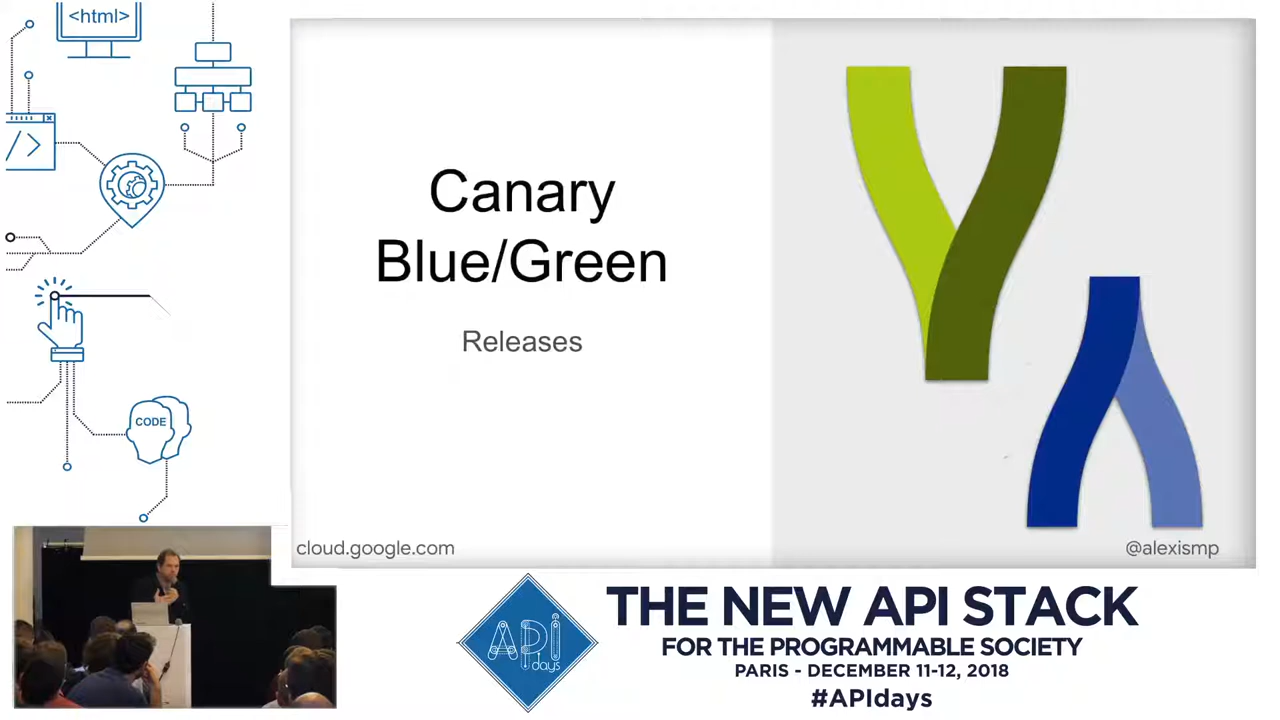 <html>
</>
CODE
Canary
Blue/Green
Releases
cloud.google.com
@alexismp
APi
days
THE NEW API STACK
FOR THE PROGRAMMABLE SOCIETY
PARIS - DECEMBER 11-12, 2018
#APIdays